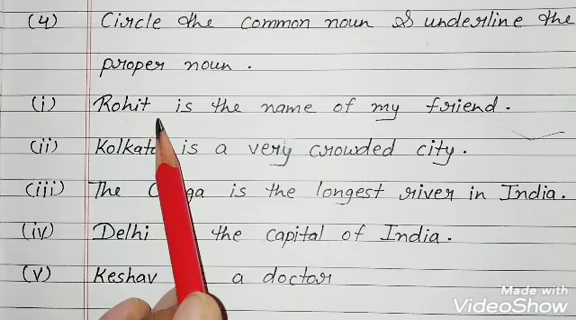 (4) Circle the common noun & underline the
proper noun.
(i) Rohit is the name of my friend.
(ii) Kolkata is a very crowded city.
(iii) The is the longest river in India.
(iv) Delhi the capital of India.
(v) Keshav a doctor
Made with
VideoShow